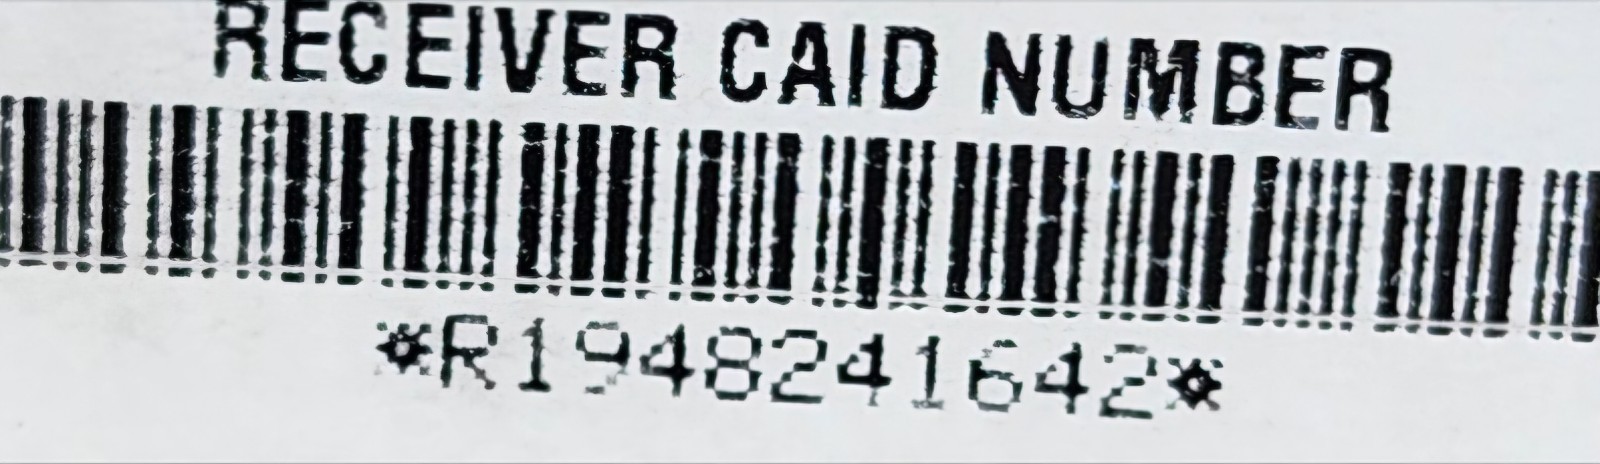 RECEIVER CAID NUMBER
*R1948241642*